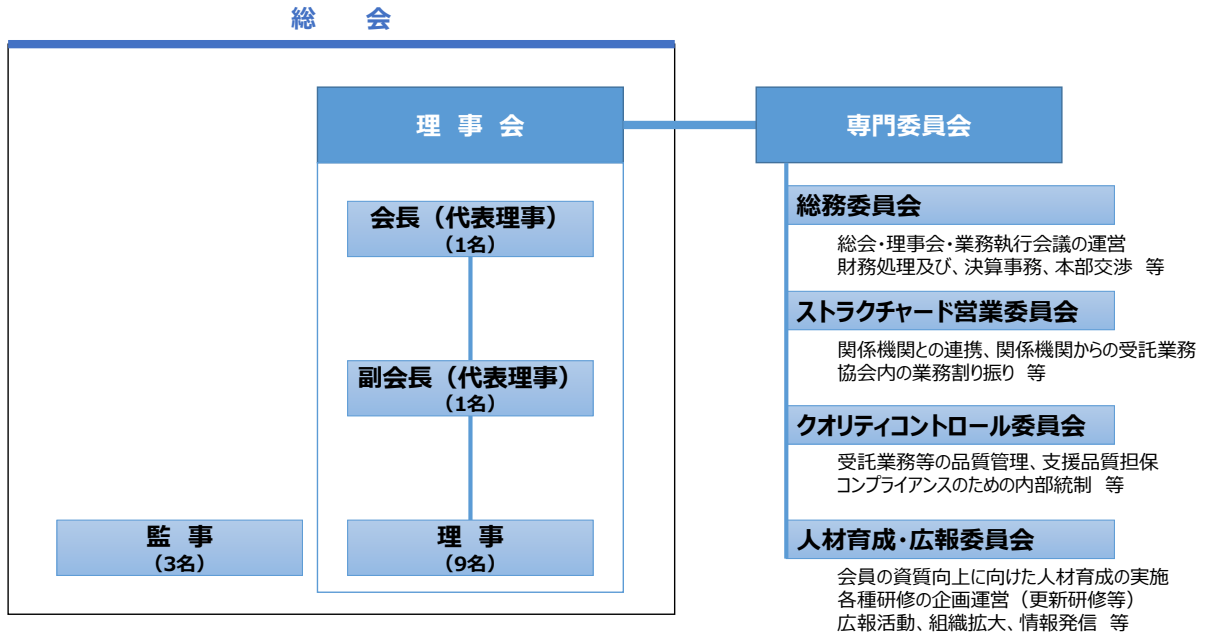 総　会
理 事 会
会長（代表理事）
（1名）
副会長（代表理事）
（1名）
監 事
（3名）
理 事
（9名）
専門委員会
総務委員会
総会・理事会・業務執行会議の運営
財務処理及び、決算事務、本部交渉 等
ストラクチャード営業委員会
関係機関との連携、関係機関からの受託業務
協会内の業務割り振り 等
クオリティコントロール委員会
受託業務等の品質管理、支援品質担保
コンプライアンスのための内部統制 等
人材育成・広報委員会
会員の資質向上に向けた人材育成の実施
各種研修の企画運営（更新研修等）
広報活動、組織拡大、情報発信 等